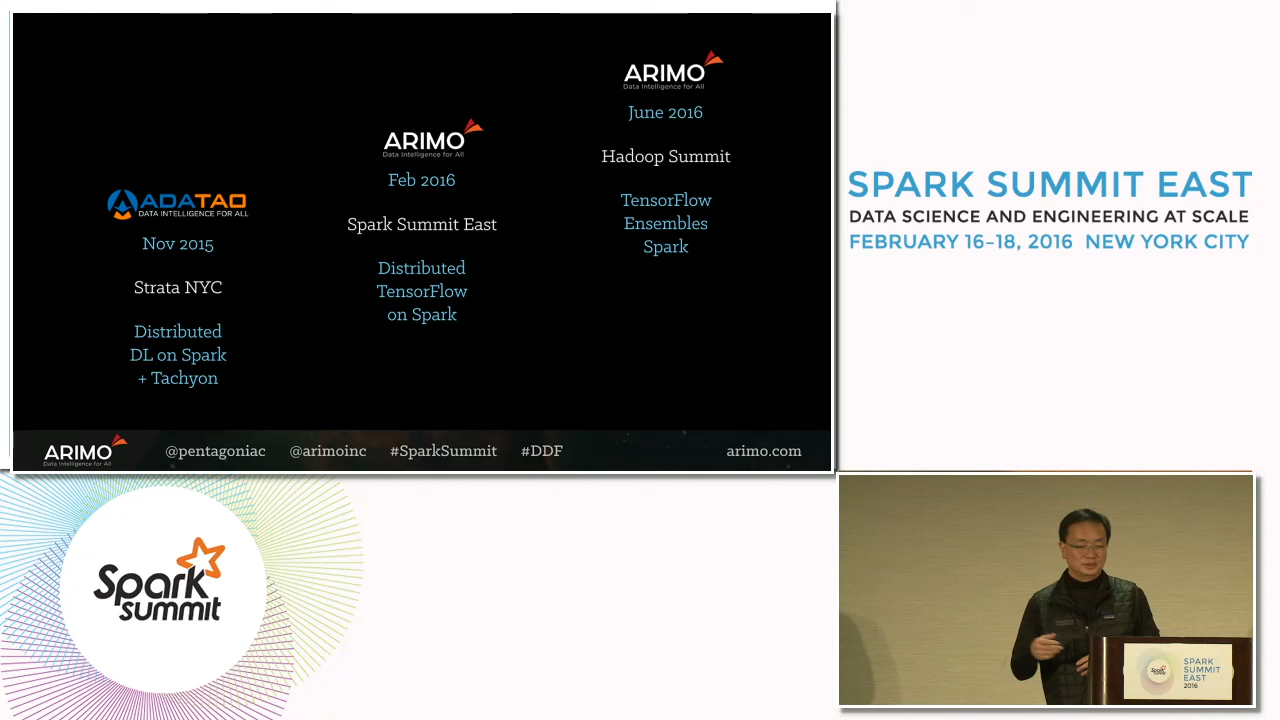 ADATAO
DATA INTELLIGENCE FOR ALL
Nov 2015
Strata NYC
Distributed
DL on Spark
+ Tachyon
ARIMO
Data Intelligence for All
Feb 2016
Spark Summit East
Distributed
TensorFlow
on Spark
ARIMO
Data Intelligence for All
June 2016
Hadoop Summit
TensorFlow
Ensembles
Spark
ARIMO
Data Intelligence for All
@pentagoniac @arimoinc #SparkSummit #DDF arimo.com
SPARK SUMMIT EAST
DATA SCIENCE AND ENGINEERING AT SCALE
FEBRUARY 16–18, 2016 NEW YORK CITY
Spark
summit
Spark
SPARK
SUMMIT
EAST
2016